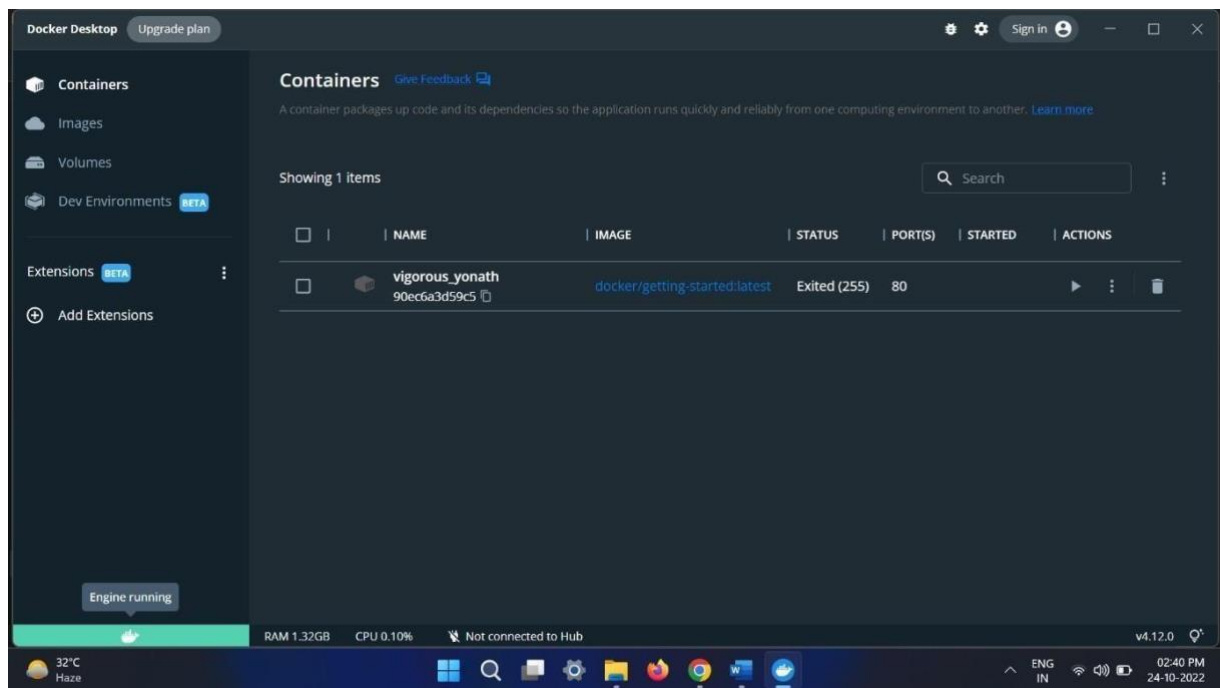 Docker Desktop Upgrade plan Sign in
Containers
Images
Volumes
Dev Environments BETA
Extensions BETA
Add Extensions
Containers Give Feedback
A container packages up code and its dependencies so the application runs quickly and reliably from one computing environment to another. Learn more
Showing 1 items Search
NAME IMAGE STATUS PORT(S) STARTED ACTIONS
vigorous_yonath docker/getting-started:latest Exited (255) 80
90ec6a3d59c5
Engine running
RAM 1.32GB CPU 0.10% Not connected to Hub v4.12.0
32°C ENG 02:40 PM
Haze IN 24-10-2022